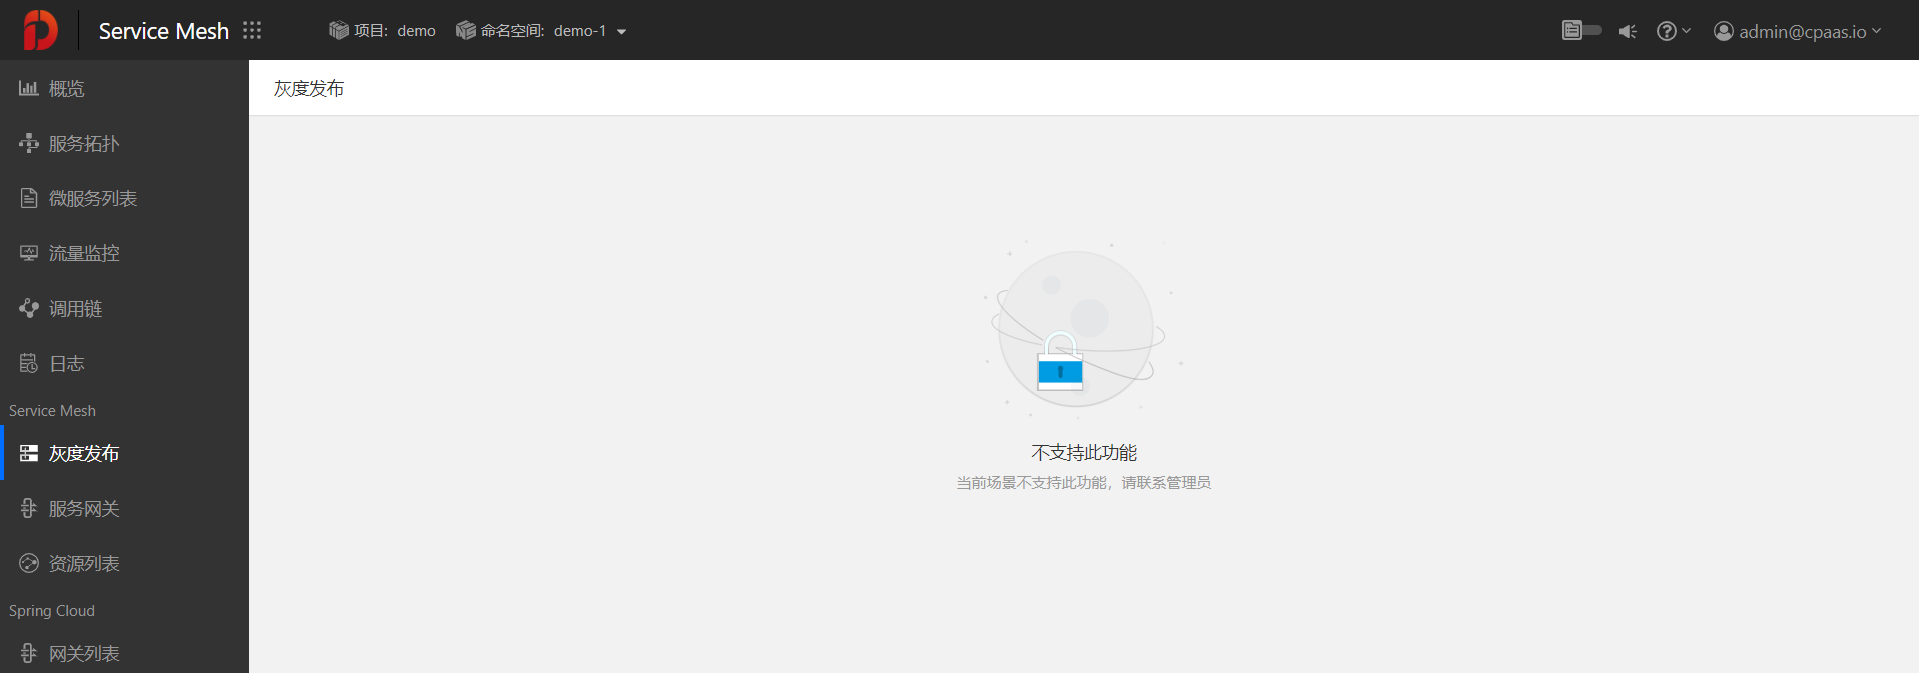 Service Mesh
项目: demo
命名空间: demo-1
admin@cpaas.io
概览
服务拓扑
微服务列表
流量监控
调用链
日志
Service Mesh
灰度发布
服务网关
资源列表
Spring Cloud
网关列表
灰度发布
不支持此功能
当前场景不支持此功能，请联系管理员